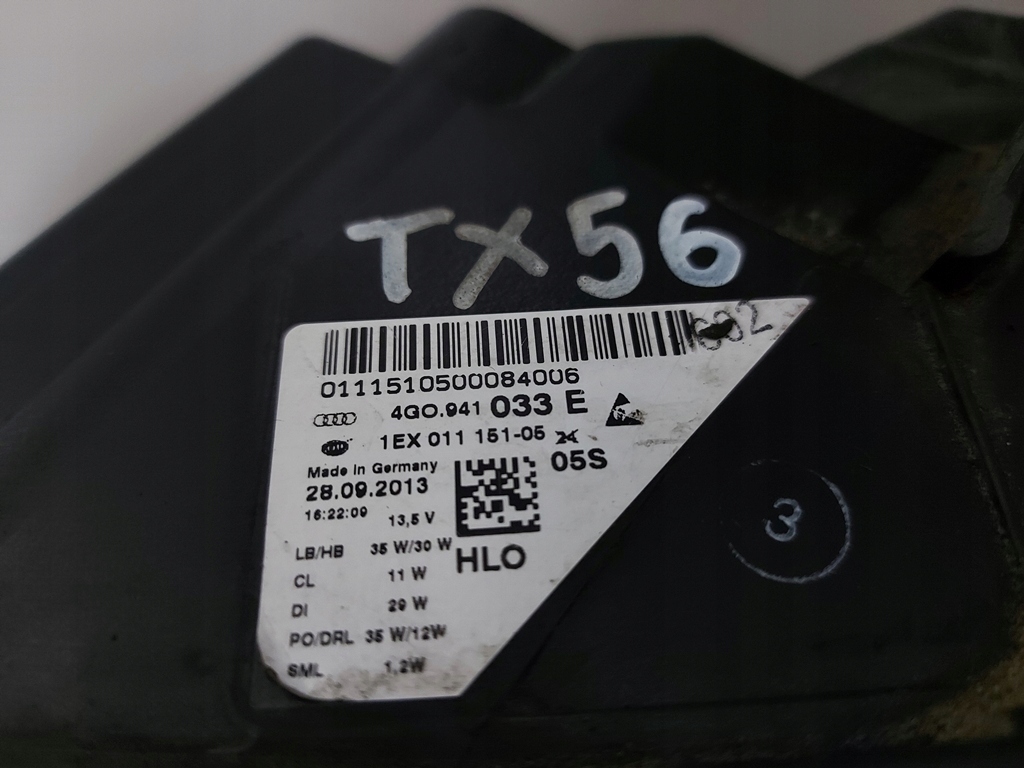 TX56
0111510500084006
4G0.941 033 E
1EX 011 151-05
05S
Made in Germany
28.09.2013
16:22:09
13,5 V
HLO
LB/HB 35 W/30 W
CL 11 W
DI 29 W
PO/DRL 35 W/12W
SML 1,2W
3